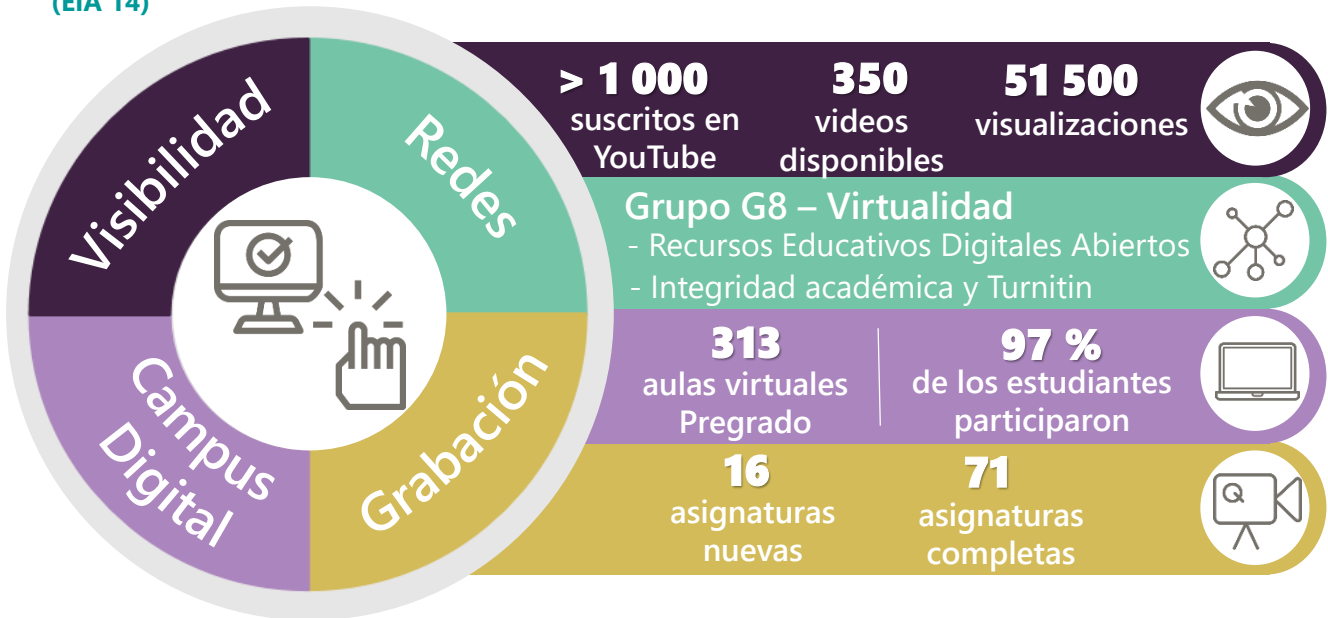 (EIA 14)
Visibilidad
Redes
Campus
Digital
Grabación
> 1 000
suscritos en
YouTube
350
videos
disponibles
51 500
visualizaciones
Grupo G8 – Virtualidad
- Recursos Educativos Digitales Abiertos
- Integridad académica y Turnitin
313
aulas virtuales
Pregrado
97 %
de los estudiantes
participaron
16
asignaturas
nuevas
71
asignaturas
completas